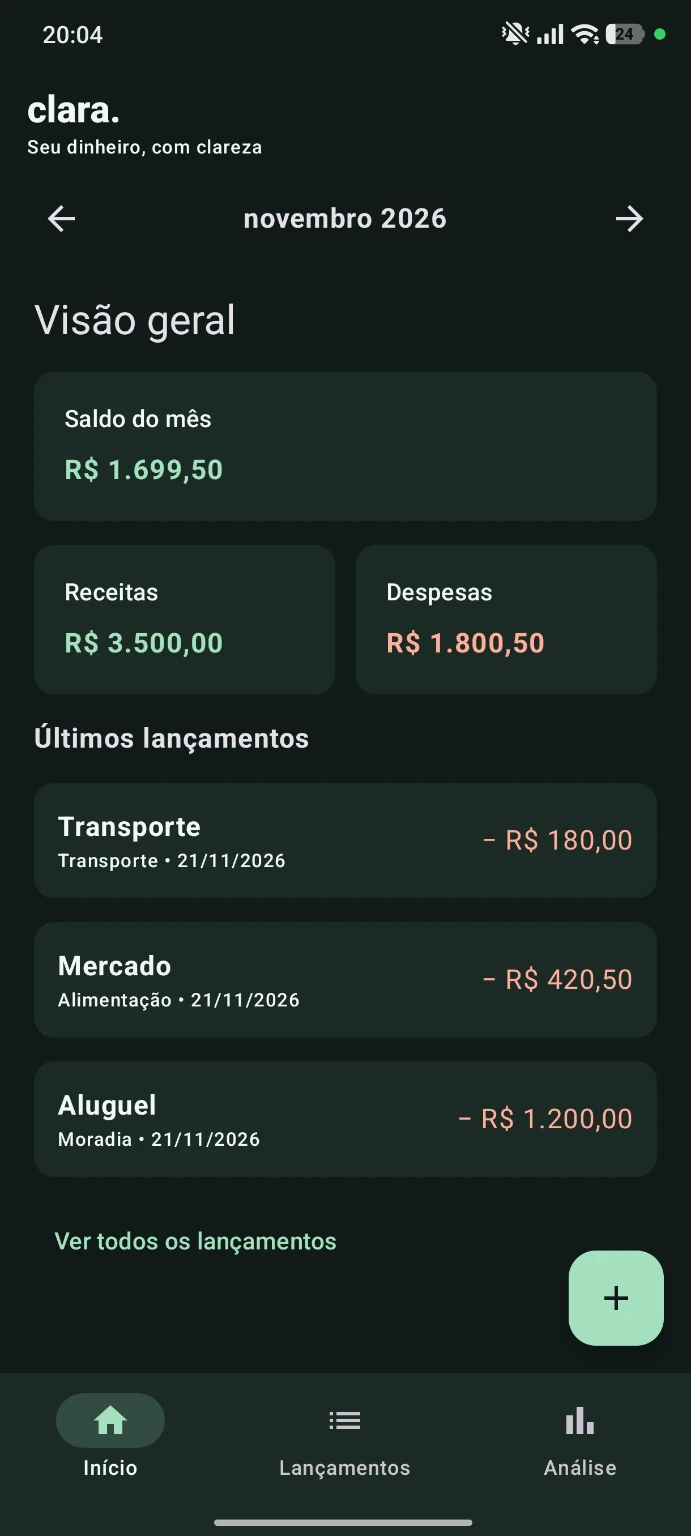 20:04
24
clara.
Seu dinheiro, com clareza
novembro 2026
Visão geral
Saldo do mês
R$ 1.699,50
Receitas
R$ 3.500,00
Despesas
R$ 1.800,50
Últimos lançamentos
Transporte
Transporte • 21/11/2026
− R$ 180,00
Mercado
Alimentação • 21/11/2026
− R$ 420,50
Aluguel
Moradia • 21/11/2026
− R$ 1.200,00
Ver todos os lançamentos
+
Início
Lançamentos
Análise